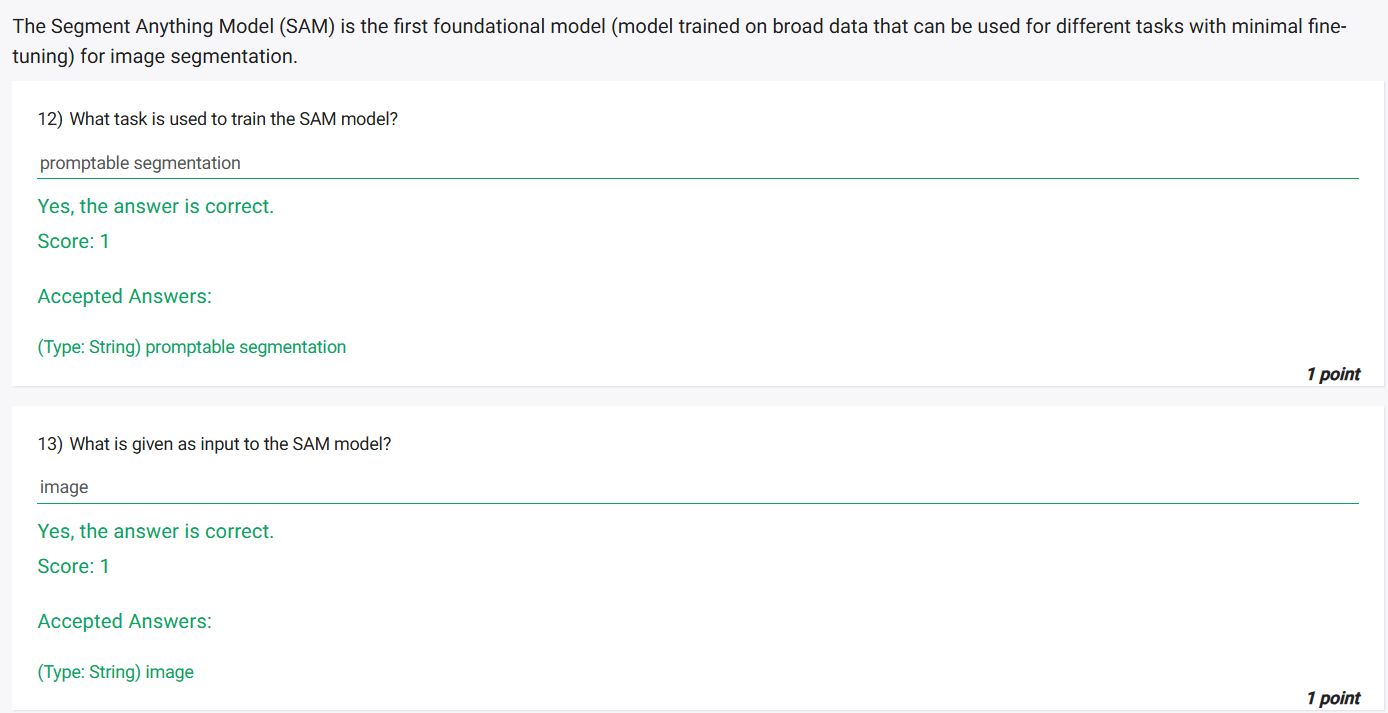 The Segment Anything Model (SAM) is the first foundational model (model trained on broad data that can be used for different tasks with minimal fine-
tuning) for image segmentation.
12) What task is used to train the SAM model?
promptable segmentation
Yes, the answer is correct.
Score: 1
Accepted Answers:
(Type: String) promptable segmentation
1 point
13) What is given as input to the SAM model?
image
Yes, the answer is correct.
Score: 1
Accepted Answers:
(Type: String) image
1 point